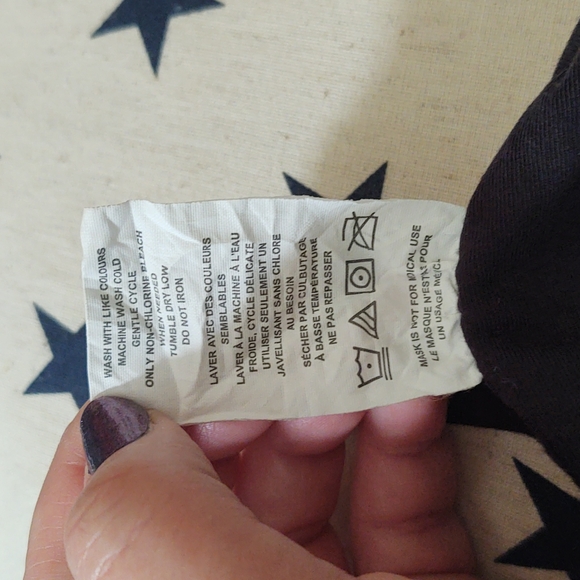 WASH WITH LIKE COLOURS
MACHINE WASH COLD
GENTLE CYCLE
ONLY NON-CHLORINE BLEACH
WHEN NEEDED
TUMBLE DRY LOW
DO NOT IRON
LAVER AVEC DES COULEURS
SEMBLABLES
LAVER À LA MACHINE À L'EAU
FROIDE, CYCLE DÉLICATE
UTILISER SEULEMENT UN
JAVELLISANT SANS CHLORE
AU BESOIN
SÉCHER PAR CULBUTAGE
À BASSE TEMPÉRATURE
NE PAS REPASSER
MASK IS NOT FOR MEDICAL USE
LE MASQUE N'EST POUR
UN USAGE